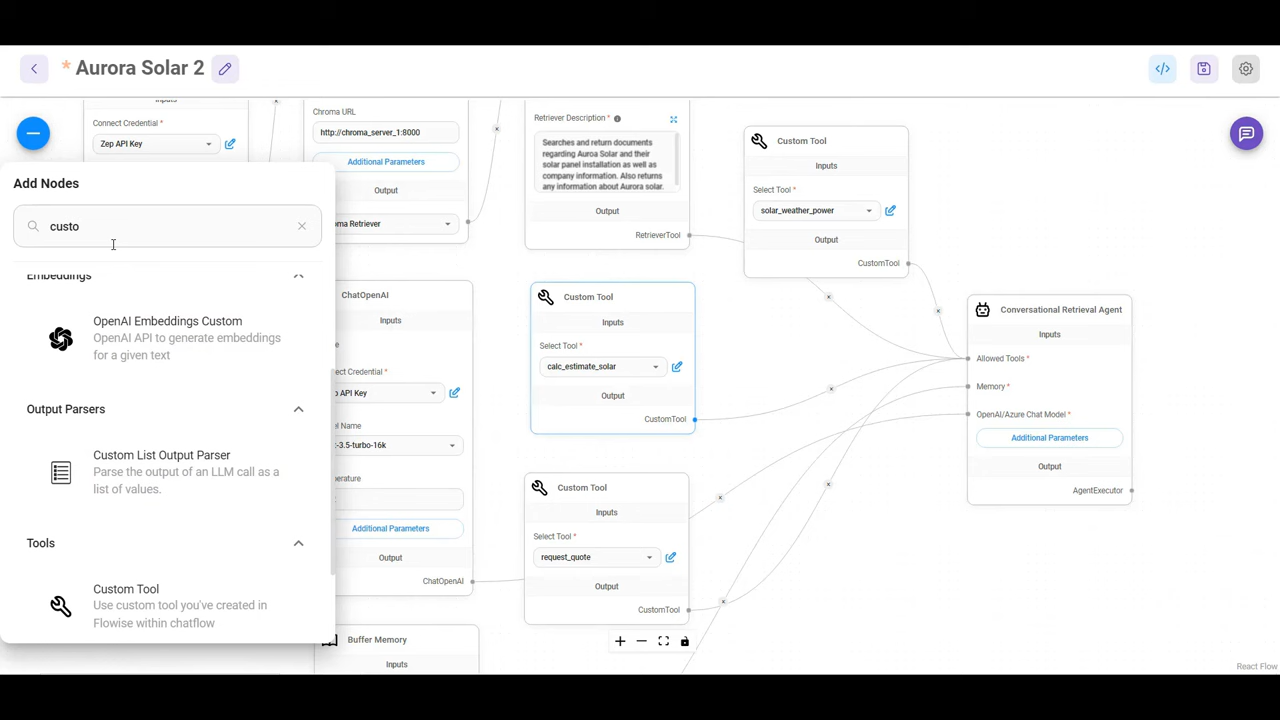 * Aurora Solar 2
Inputs
Connect Credential *
Zep API Key
Chroma URL
http://chroma_server_1:8000
Additional Parameters
Output
oma Retriever
Retriever Description *
Searches and return documents
regarding Auroa Solar and their
solar panel installation as well as
company information. Also returns
any information about Aurora solar.
Output
RetrieverTool
Custom Tool
Inputs
Select Tool *
solar_weather_power
Output
CustomTool
Add Nodes
custo
Embeddings
OpenAI Embeddings Custom
OpenAI API to generate embeddings
for a given text
Output Parsers
Custom List Output Parser
Parse the output of an LLM call as a
list of values.
Tools
Custom Tool
Use custom tool you've created in
Flowise within chatflow
ChatOpenAI
Inputs
ect Credential *
p API Key
el Name
-3.5-turbo-16k
perature
Additional Parameters
Output
ChatOpenAI
Buffer Memory
Inputs
Custom Tool
Inputs
Select Tool *
calc_estimate_solar
Output
CustomTool
Custom Tool
Inputs
Select Tool *
request_quote
Output
CustomTool
Conversational Retrieval Agent
Inputs
Allowed Tools *
Memory *
OpenAI/Azure Chat Model *
Additional Parameters
Output
AgentExecutor
React Flow